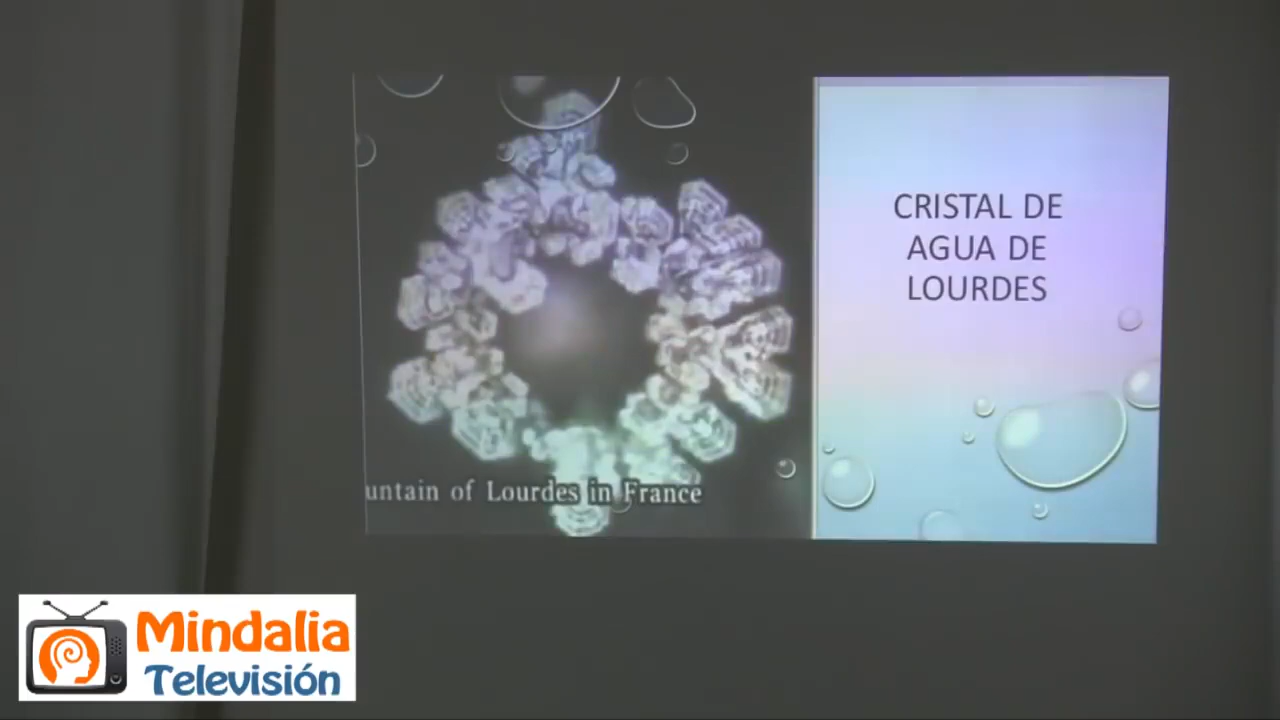 CRISTAL DE
AGUA DE
LOURDES
untain of Lourdes in France
Mindalia
Televisión